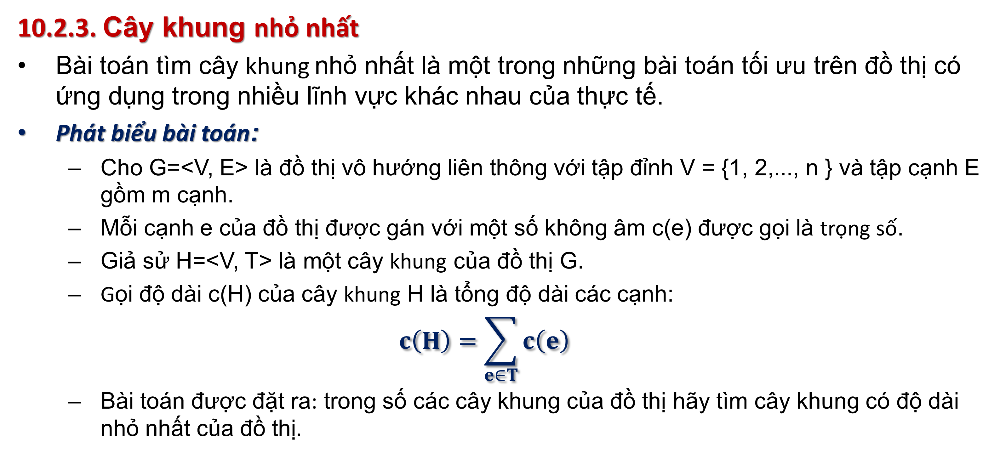 10.2.3. Cây khung nhỏ nhất
• Bài toán tìm cây khung nhỏ nhất là một trong những bài toán tối ưu trên đồ thị có
ứng dụng trong nhiều lĩnh vực khác nhau của thực tế.
• Phát biểu bài toán:
– Cho G=<V, E> là đồ thị vô hướng liên thông với tập đỉnh V = {1, 2,..., n } và tập cạnh E
gồm m cạnh.
– Mỗi cạnh e của đồ thị được gán với một số không âm c(e) được gọi là trọng số.
– Giả sử H=<V, T> là một cây khung của đồ thị G.
– Gọi độ dài c(H) của cây khung H là tổng độ dài các cạnh:
c(H) = ∑ c(e)
e∈T
– Bài toán được đặt ra: trong số các cây khung của đồ thị hãy tìm cây khung có độ dài
nhỏ nhất của đồ thị.